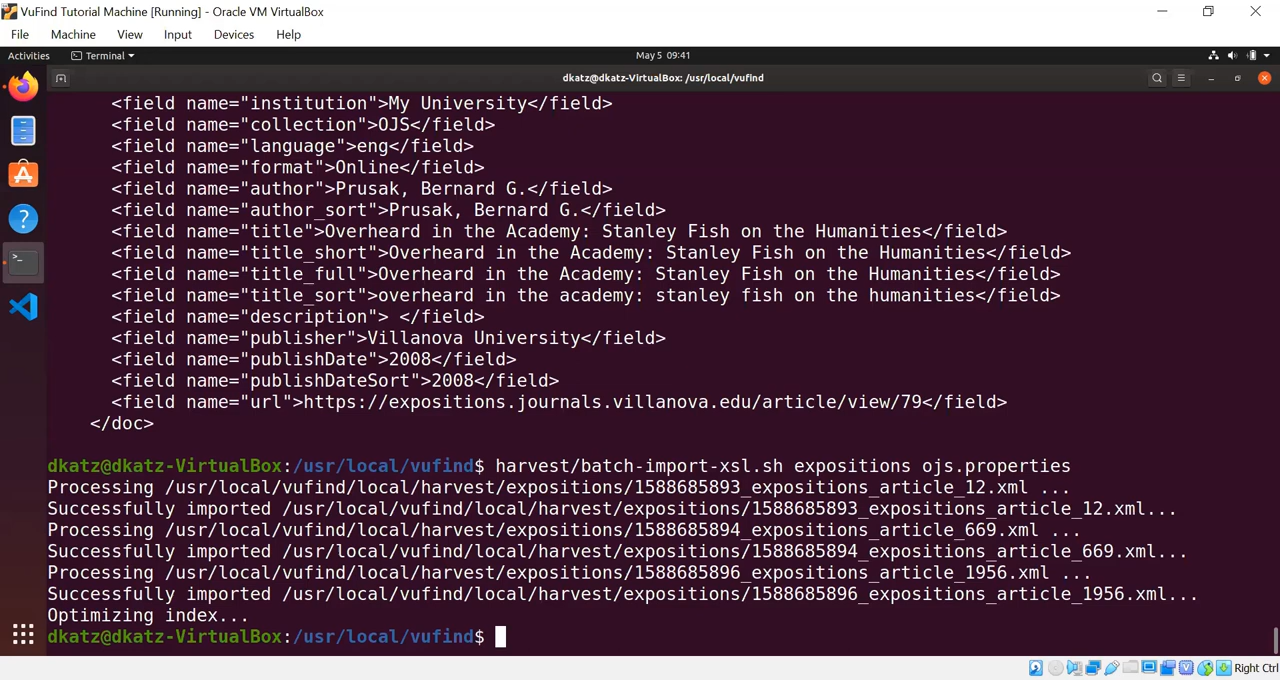 VuFind Tutorial Machine [Running] - Oracle VM VirtualBox
File Machine View Input Devices Help
Activities Terminal May 5 09:41
dkatz@dkatz-VirtualBox: /usr/local/vufind
<field name="institution">My University</field>
<field name="collection">OJS</field>
<field name="language">eng</field>
<field name="format">Online</field>
<field name="author">Prusak, Bernard G.</field>
<field name="author_sort">Prusak, Bernard G.</field>
<field name="title">Overheard in the Academy: Stanley Fish on the Humanities</field>
<field name="title_short">Overheard in the Academy: Stanley Fish on the Humanities</field>
<field name="title_full">Overheard in the Academy: Stanley Fish on the Humanities</field>
<field name="title_sort">overheard in the academy: stanley fish on the humanities</field>
<field name="description"> </field>
<field name="publisher">Villanova University</field>
<field name="publishDate">2008</field>
<field name="publishDateSort">2008</field>
<field name="url">https://expositions.journals.villanova.edu/article/view/79</field>
</doc>
dkatz@dkatz-VirtualBox:/usr/local/vufind$ harvest/batch-import-xsl.sh expositions ojs.properties
Processing /usr/local/vufind/local/harvest/expositions/1588685893_expositions_article_12.xml ...
Successfully imported /usr/local/vufind/local/harvest/expositions/1588685893_expositions_article_12.xml...
Processing /usr/local/vufind/local/harvest/expositions/1588685894_expositions_article_669.xml ...
Successfully imported /usr/local/vufind/local/harvest/expositions/1588685894_expositions_article_669.xml...
Processing /usr/local/vufind/local/harvest/expositions/1588685896_expositions_article_1956.xml ...
Successfully imported /usr/local/vufind/local/harvest/expositions/1588685896_expositions_article_1956.xml...
Optimizing index...
dkatz@dkatz-VirtualBox:/usr/local/vufind$
Right Ctrl